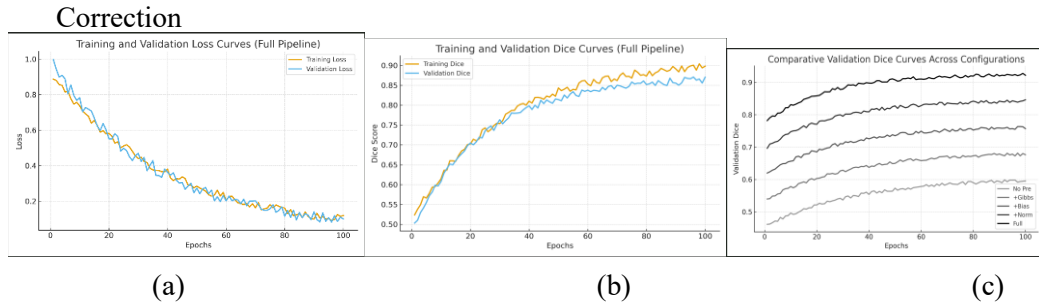 Correction
Training and Validation Loss Curves (Full Pipeline)
Training Loss
Validation Loss
1.0
0.8
0.6
0.4
0.2
Loss
0
20
40
60
80
100
Epochs
(a)
Training and Validation Dice Curves (Full Pipeline)
Training Dice
Validation Dice
0.90
0.85
0.80
0.75
0.70
0.65
0.60
0.55
0.50
Dice Score
0
20
40
60
80
100
Epochs
(b)
Comparative Validation Dice Curves Across Configurations
0.9
0.8
0.7
0.6
0.5
Validation Dice
No Pre
+Gibbs
+Bias
+Norm
Full
0
20
40
60
80
100
Epochs
(c)